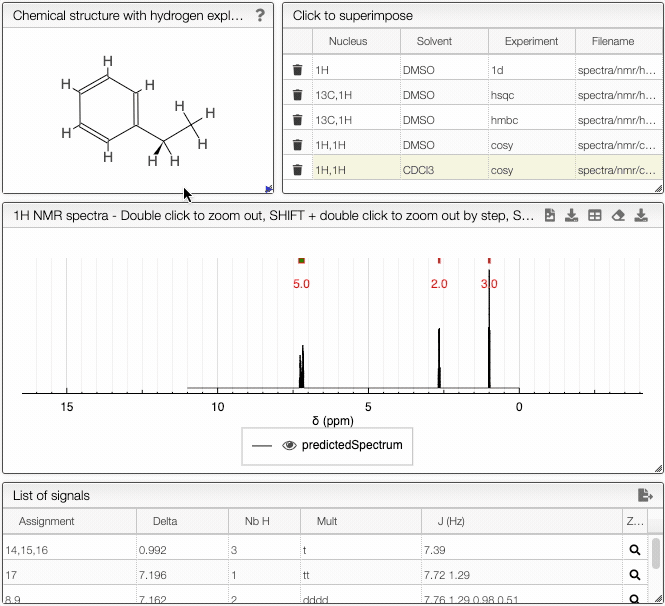 Chemical structure with hydrogen expl... ?
H
H H
H H
H H
H H
H H
Click to superimpose
Nucleus Solvent Experiment Filename
1H DMSO 1d spectra/nmr/h...
13C,1H DMSO hsqc spectra/nmr/h...
13C,1H DMSO hmbc spectra/nmr/h...
1H,1H DMSO cosy spectra/nmr/c...
1H,1H CDCl3 cosy spectra/nmr/c...
1H NMR spectra - Double click to zoom out, SHIFT + double click to zoom out by step, S...
5.0 2.0 3.0
15 10 5 0
δ (ppm)
predictedSpectrum
List of signals
Assignment Delta Nb H Mult J (Hz) Z...
14,15,16 0.992 3 t 7.39
17 7.196 1 tt 7.72 1.29
8,9 7.162 2 dddd 7.76 1.29 0.98 0.51